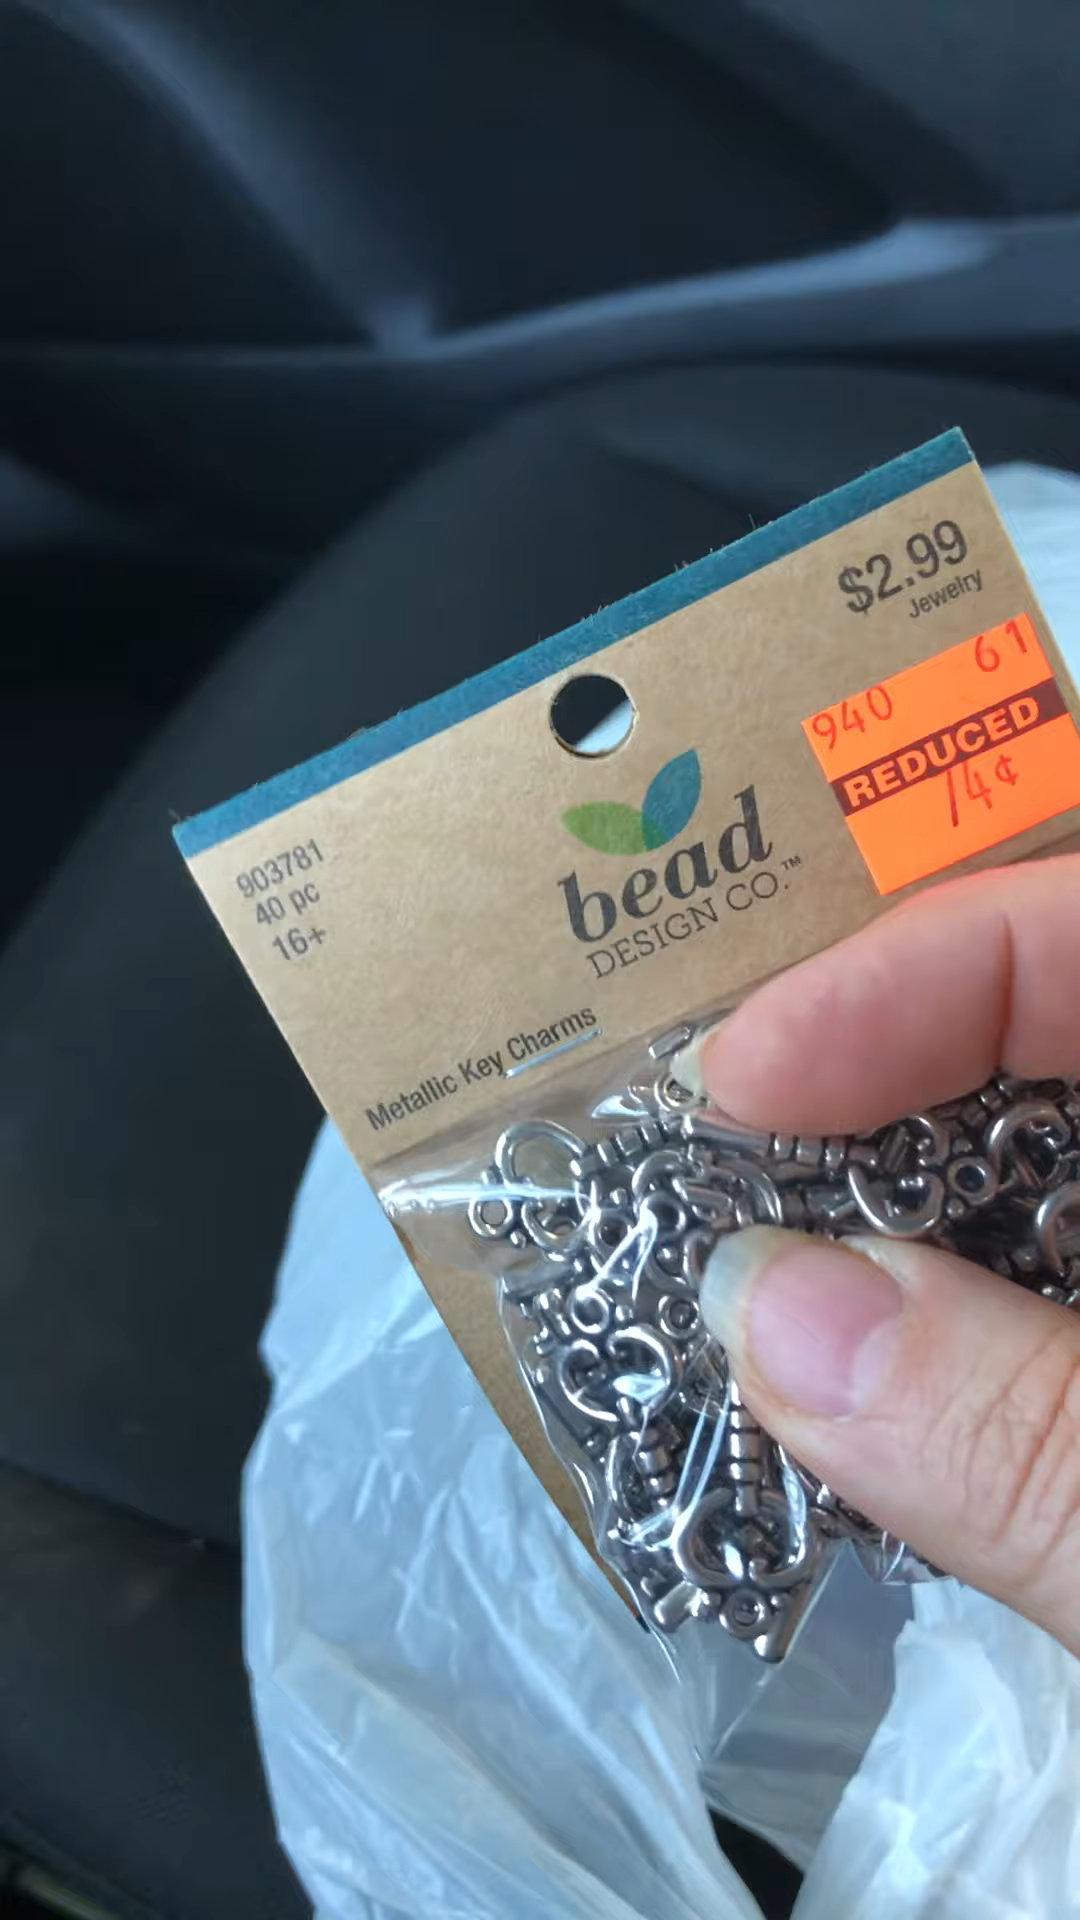 $2.99
Jewelry
940 61
REDUCED
14¢
903781
40 pc
16+
bead
DESIGN CO.™
Metallic Key Charms